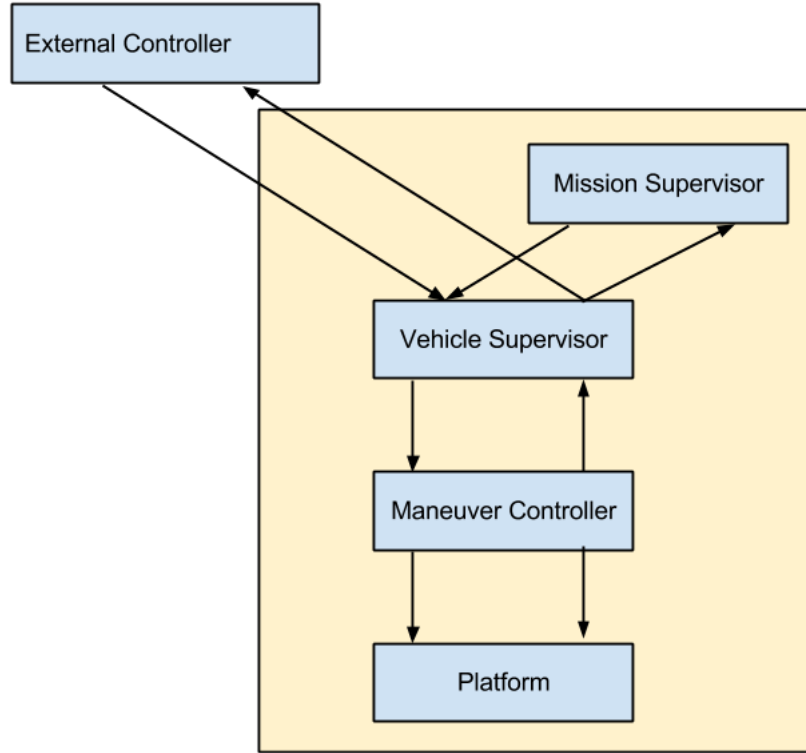 External Controller
Mission Supervisor
Vehicle Supervisor
Maneuver Controller
Platform